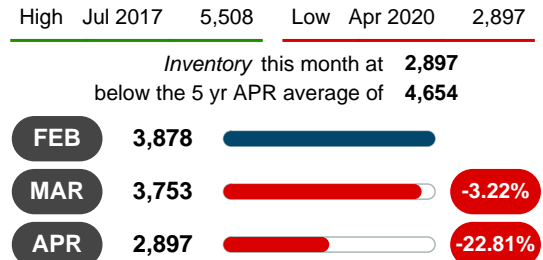 High Jul 2017 5,508 Low Apr 2020 2,897
Inventory this month at 2,897
below the 5 yr APR average of 4,654
FEB 3,878
MAR 3,753 -3.22%
APR 2,897 -22.81%